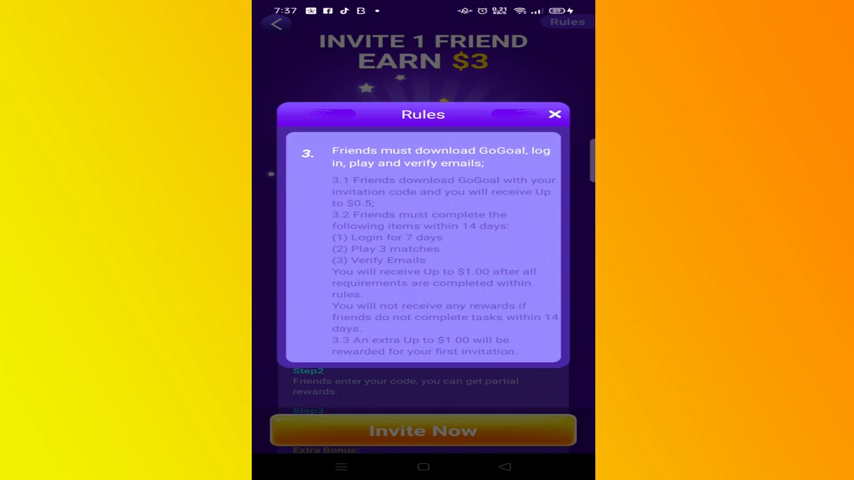 7:37
0.21
KB/S
89
Rules
INVITE 1 FRIEND
EARN $3
Rules
3. Friends must download GoGoal, log
in, play and verify emails;
3.1 Friends download GoGoal with your
invitation code and you will receive Up
to $0.5;
3.2 Friends must complete the
following items within 14 days:
(1) Login for 7 days
(2) Play 3 matches
(3) Verify Emails
You will receive Up to $1.00 after all
requirements are completed within
rules.
You will not receive any rewards if
friends do not complete tasks within 14
days.
3.3 An extra Up to $1.00 will be
rewarded for your first invitation.
Step2
Friends enter your code, you can get partial
rewards.
Step3
Invite Now
Extra Bonus: